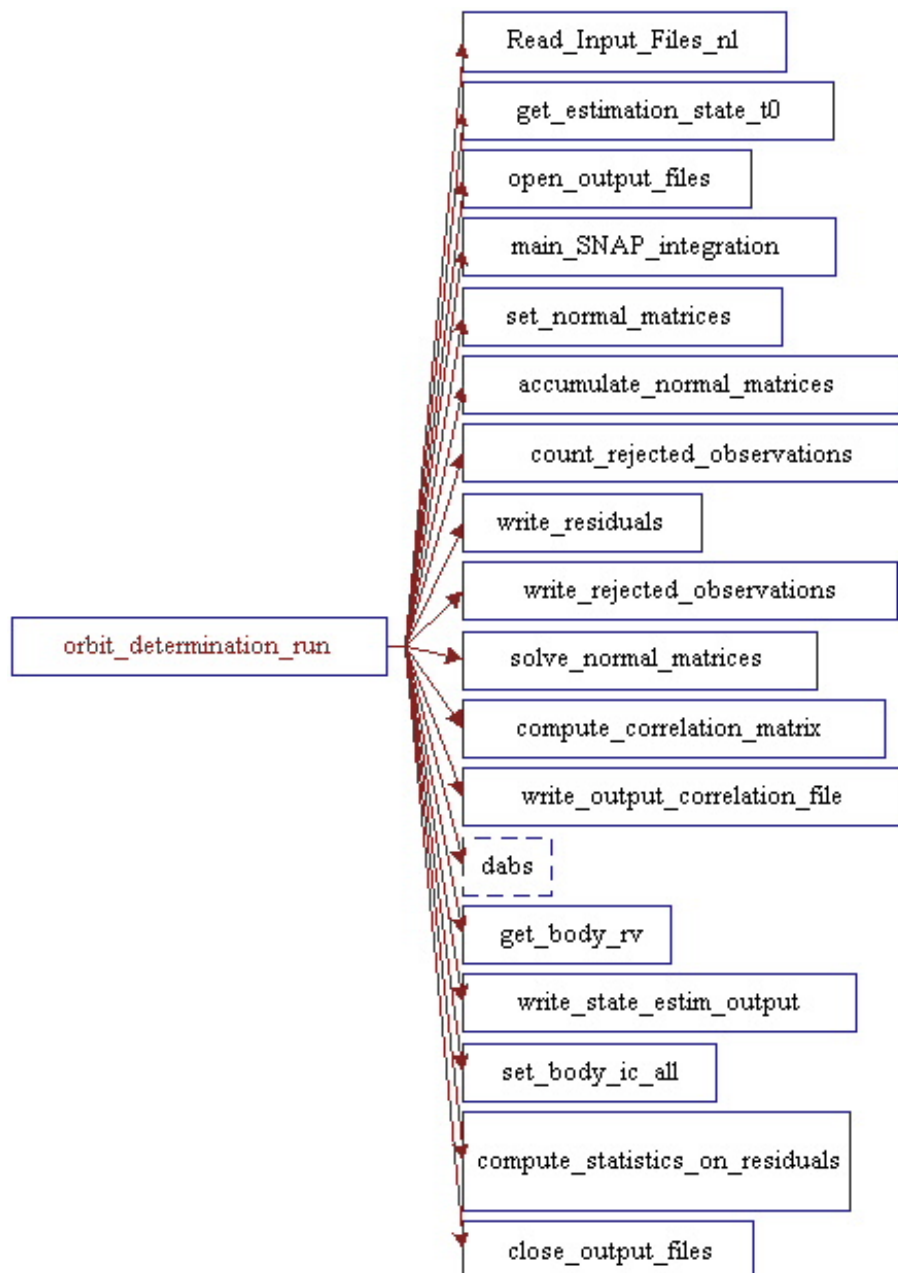 Read_Input_Files_nl
get_estimation_state_t0
open_output_files
main_SNAP_integration
set_normal_matrices
accumulate_normal_matrices
count_rejected_observations
write_residuals
write_rejected_observations
orbit_determination_run
solve_normal_matrices
compute_correlation_matrix
write_output_correlation_file
dabs
get_body_rv
write_state_estim_output
set_body_ic_all
compute_statistics_on_residuals
close_output_files